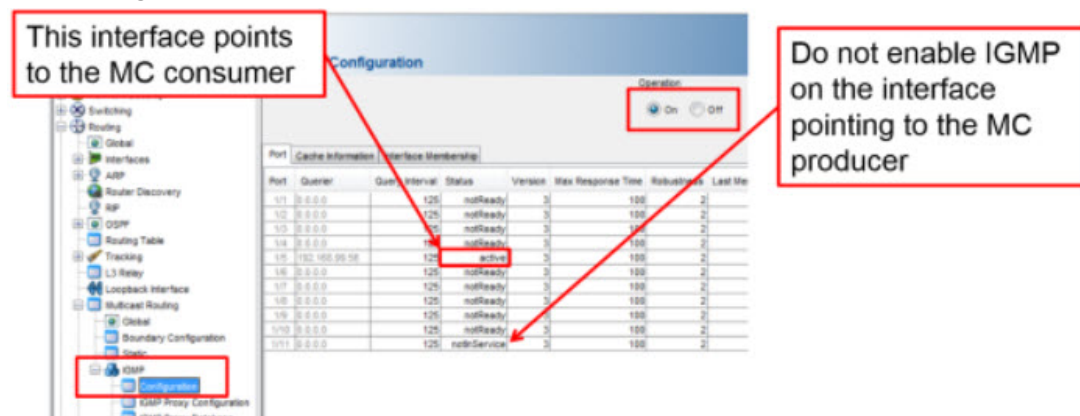 This interface points
to the MC consumer
Configuration
Do not enable IGMP
on the interface
pointing to the MC
producer
Operation
On Off
Switching
Routing
Global
Interfaces
ARP
Router Discovery
RIP
OSPF
Routing Table
Tracking
L3 Relay
Loopback Interface
Multicast Routing
Global
Boundary Configuration
Static
IGMP
Configuration
IGMP Proxy Configuration
IGMP Proxy Database
Port Cache Information Interface Membership
Port Querier Query Interval Status Version Max Response Time Robustness Last Me
1/1 0.0.0.0 125 notReady 3 100 2
1/2 0.0.0.0 125 notReady 3 100 2
1/3 0.0.0.0 125 notReady 3 100 2
1/4 0.0.0.0 notReady 3 100 2
1/5 192.168.99.58 125 active 3 100 2
1/6 0.0.0.0 125 notReady 3 100 2
1/7 0.0.0.0 125 notReady 3 100 2
1/8 0.0.0.0 125 notReady 3 100 2
1/9 0.0.0.0 125 notReady 3 100 2
1/10 0.0.0.0 125 notReady 3 100 2
1/11 0.0.0.0 125 notInService 3 100 2